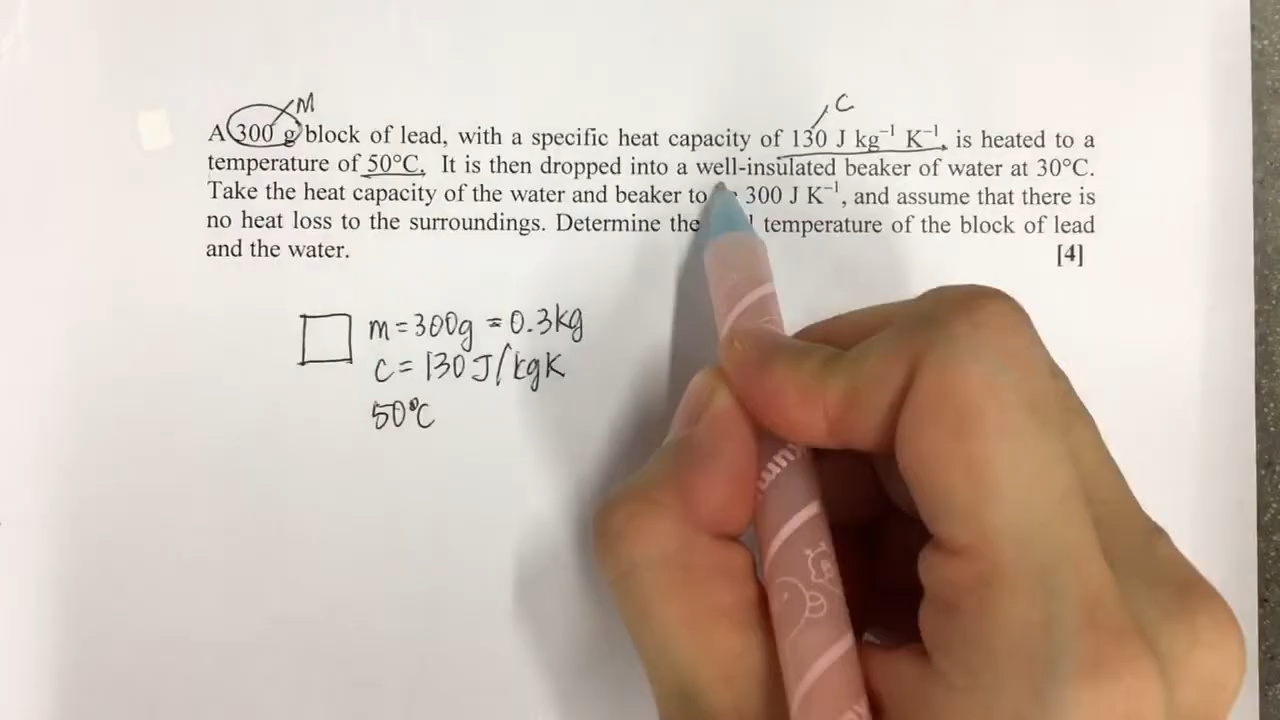 M
C
A 300 g block of lead, with a specific heat capacity of 130 J kg⁻¹ K⁻¹, is heated to a
temperature of 50°C. It is then dropped into a well-insulated beaker of water at 30°C.
Take the heat capacity of the water and beaker to 300 J K⁻¹, and assume that there is
no heat loss to the surroundings. Determine the temperature of the block of lead
and the water. [4]
m = 300g = 0.3kg
C = 130 J/kgK
50°C